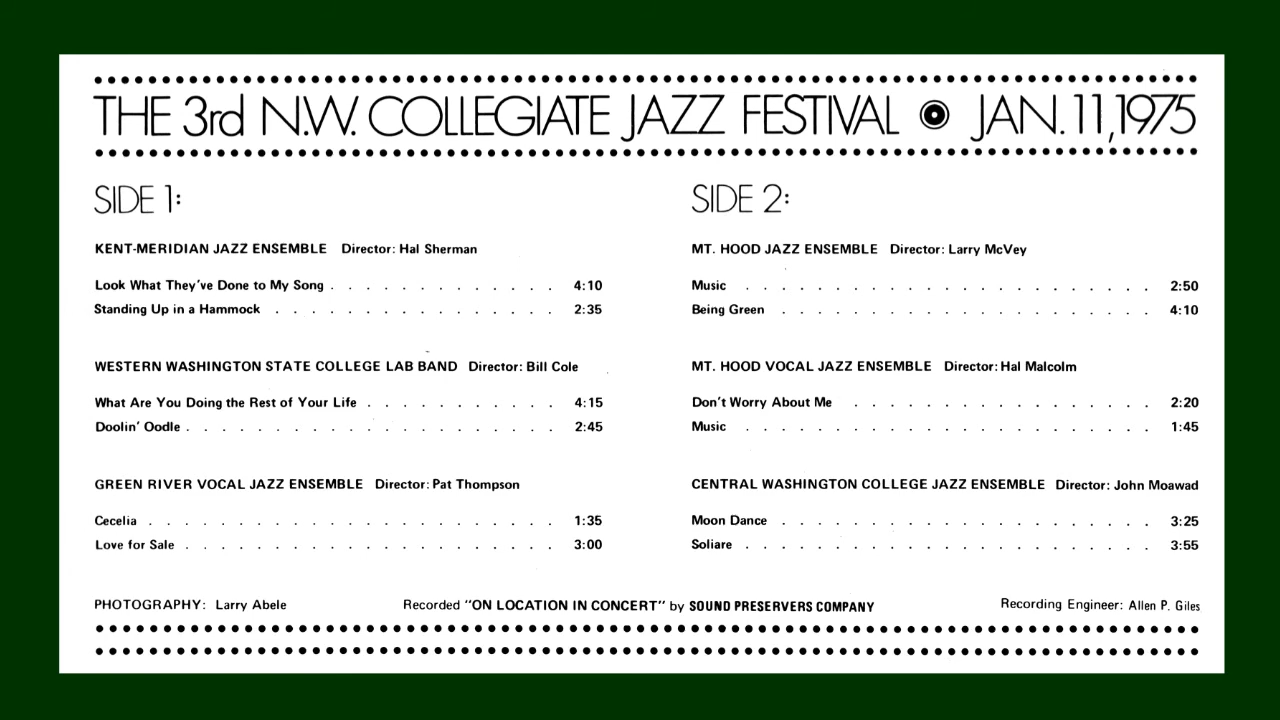 THE 3rd N.W. COLLEGIATE JAZZ FESTIVAL JAN. 11, 1975
SIDE 1:
KENT-MERIDIAN JAZZ ENSEMBLE Director: Hal Sherman
Look What They've Done to My Song . . . . . . . . . . . 4:10
Standing Up in a Hammock . . . . . . . . . . . . . 2:35
WESTERN WASHINGTON STATE COLLEGE LAB BAND Director: Bill Cole
What Are You Doing the Rest of Your Life . . . . . . . . . 4:15
Doolin' Oodle . . . . . . . . . . . . . . . . . 2:45
GREEN RIVER VOCAL JAZZ ENSEMBLE Director: Pat Thompson
Cecelia . . . . . . . . . . . . . . . . . . . 1:35
Love for Sale . . . . . . . . . . . . . . . . . 3:00
SIDE 2:
MT. HOOD JAZZ ENSEMBLE Director: Larry McVey
Music . . . . . . . . . . . . . . . . . . . 2:50
Being Green . . . . . . . . . . . . . . . . . 4:10
MT. HOOD VOCAL JAZZ ENSEMBLE Director: Hal Malcolm
Don't Worry About Me . . . . . . . . . . . . . . 2:20
Music . . . . . . . . . . . . . . . . . . . 1:45
CENTRAL WASHINGTON COLLEGE JAZZ ENSEMBLE Director: John Moawad
Moon Dance . . . . . . . . . . . . . . . . . 3:25
Soliare . . . . . . . . . . . . . . . . . . . 3:55
PHOTOGRAPHY: Larry Abele Recorded "ON LOCATION IN CONCERT" by SOUND PRESERVERS COMPANY Recording Engineer: Allen P. Giles